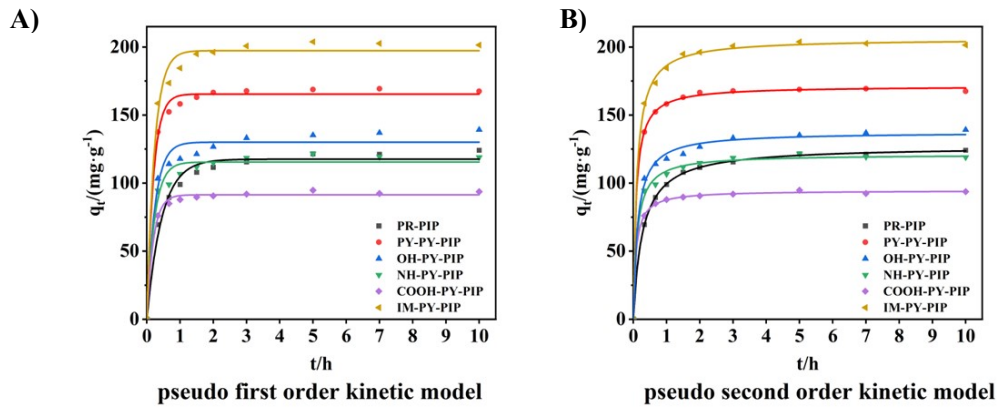 A)
200
150
100
50
0
qt/(mg·g-1)
PR-PIP
PY-PY-PIP
OH-PY-PIP
NH-PY-PIP
COOH-PY-PIP
IM-PY-PIP
0 1 2 3 4 5 6 7 8 9 10
t/h
pseudo first order kinetic model
B)
200
150
100
50
0
qt/(mg·g-1)
PR-PIP
PY-PY-PIP
OH-PY-PIP
NH-PY-PIP
COOH-PY-PIP
IM-PY-PIP
0 1 2 3 4 5 6 7 8 9 10
t/h
pseudo second order kinetic model